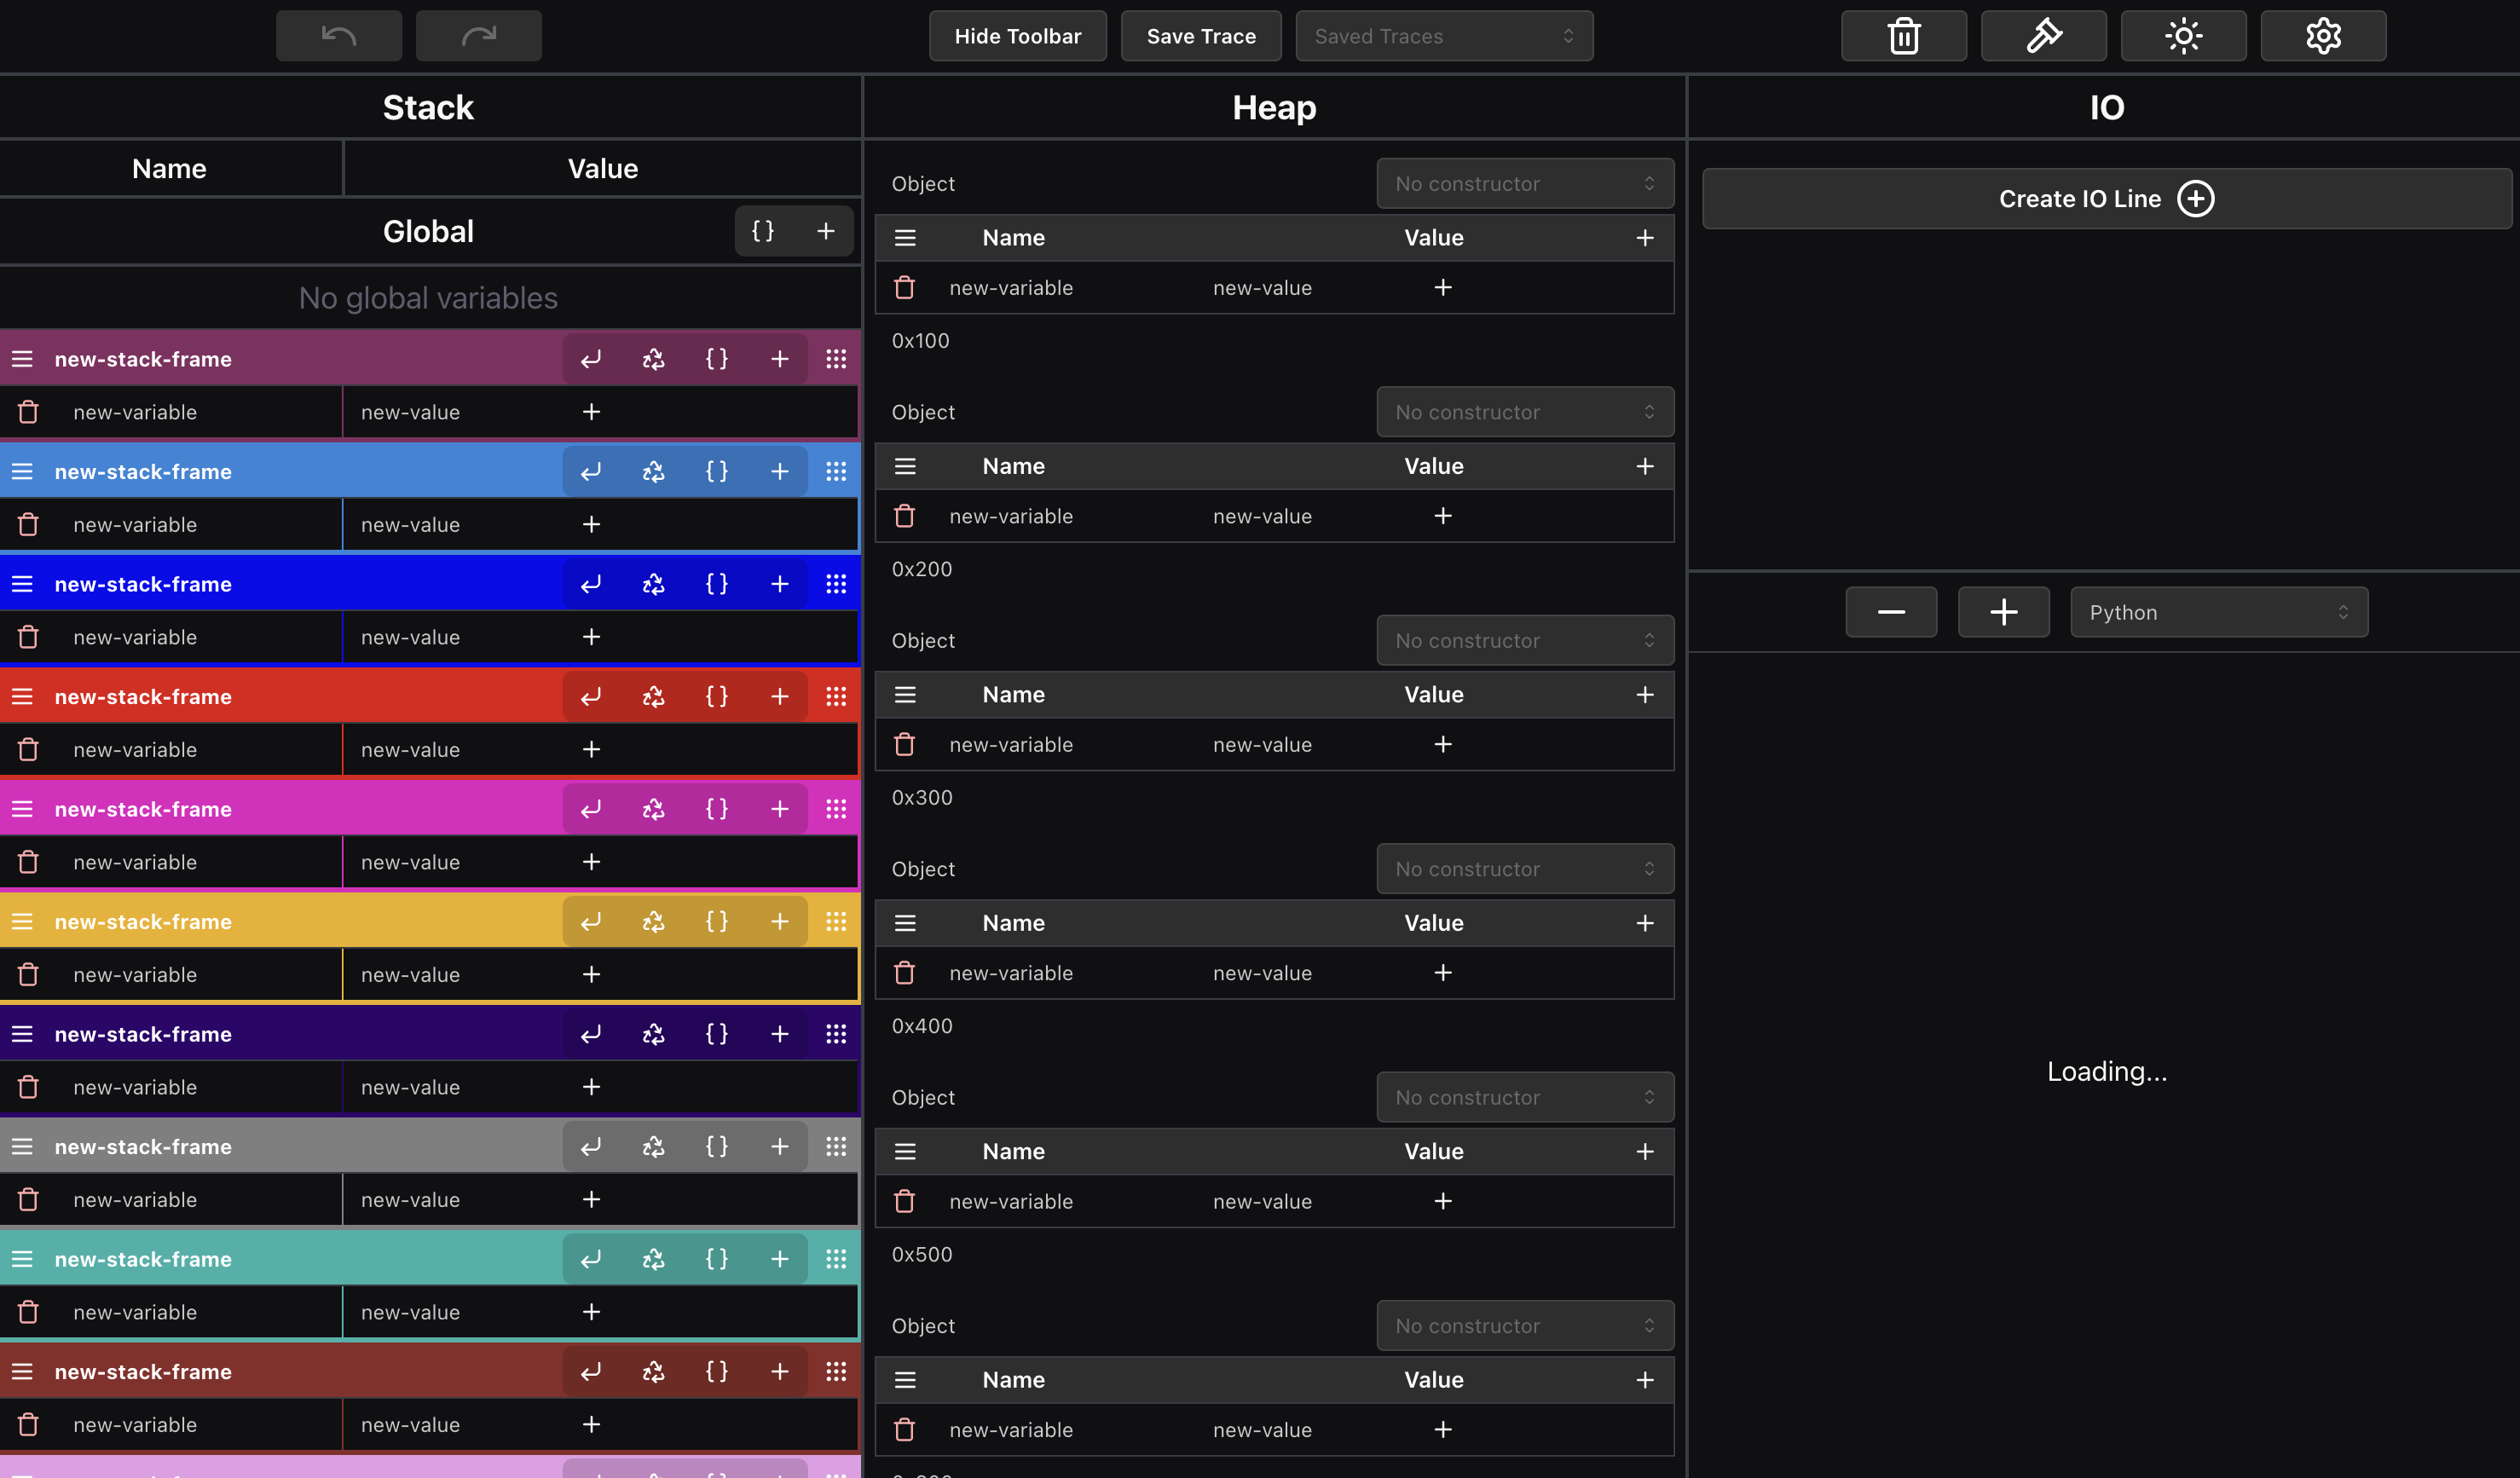 Hide Toolbar Save Trace Saved Traces
Stack
Name Value
Global { } +
No global variables
new-stack-frame { } +
new-variable new-value +
new-stack-frame { } +
new-variable new-value +
new-stack-frame { } +
new-variable new-value +
new-stack-frame { } +
new-variable new-value +
new-stack-frame { } +
new-variable new-value +
new-stack-frame { } +
new-variable new-value +
new-stack-frame { } +
new-variable new-value +
new-stack-frame { } +
new-variable new-value +
new-stack-frame { } +
new-variable new-value +
new-stack-frame { } +
new-variable new-value +
Heap
Object No constructor
Name Value +
new-variable new-value +
0x100
Object No constructor
Name Value +
new-variable new-value +
0x200
Object No constructor
Name Value +
new-variable new-value +
0x300
Object No constructor
Name Value +
new-variable new-value +
0x400
Object No constructor
Name Value +
new-variable new-value +
0x500
Object No constructor
Name Value +
new-variable new-value +
IO
Create IO Line
Python
Loading...